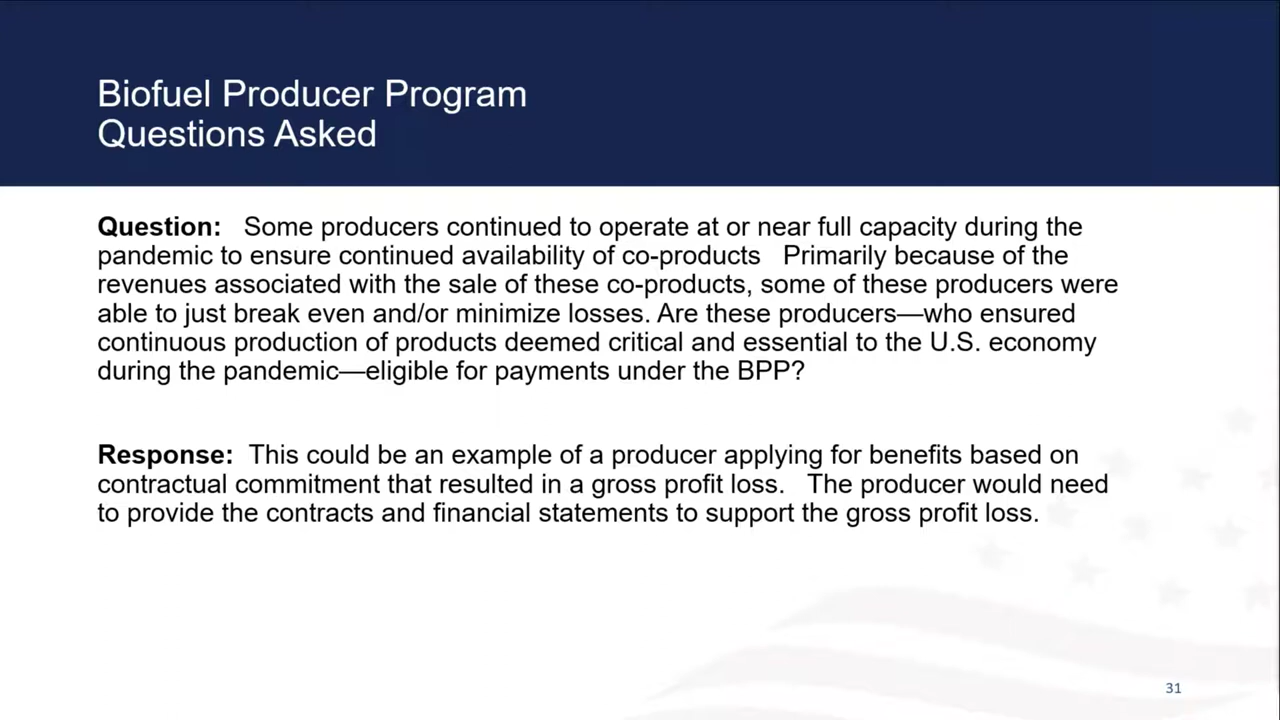 Biofuel Producer Program
Questions Asked
Question: Some producers continued to operate at or near full capacity during the
pandemic to ensure continued availability of co-products Primarily because of the
revenues associated with the sale of these co-products, some of these producers were
able to just break even and/or minimize losses. Are these producers—who ensured
continuous production of products deemed critical and essential to the U.S. economy
during the pandemic—eligible for payments under the BPP?
Response: This could be an example of a producer applying for benefits based on
contractual commitment that resulted in a gross profit loss. The producer would need
to provide the contracts and financial statements to support the gross profit loss.
31